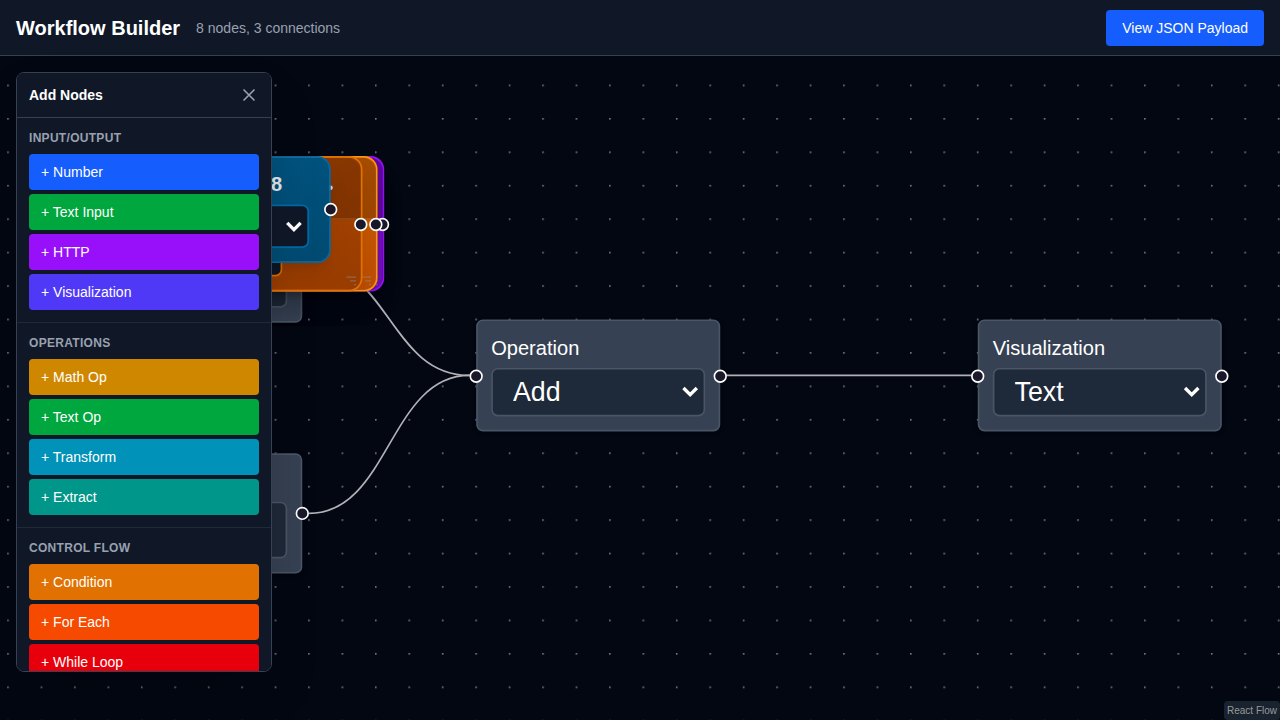 Workflow Builder
8 nodes, 3 connections
View JSON Payload
Add Nodes
INPUT/OUTPUT
+ Number
+ Text Input
+ HTTP
+ Visualization
OPERATIONS
+ Math Op
+ Text Op
+ Transform
+ Extract
CONTROL FLOW
+ Condition
+ For Each
+ While Loop
8
Operation
Add
Visualization
Text
React Flow